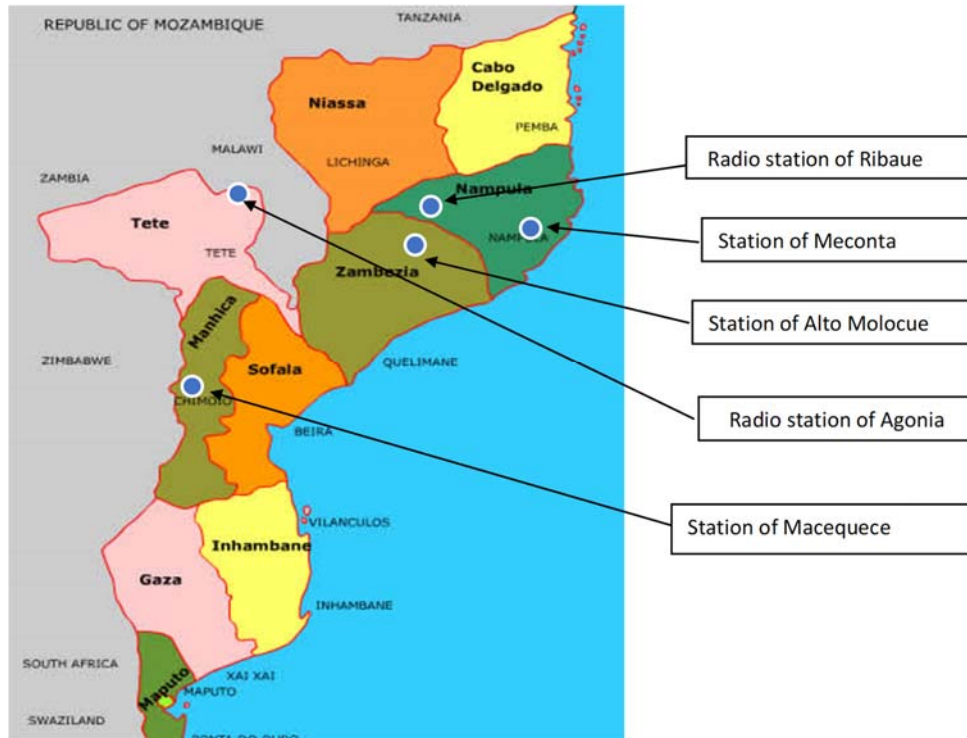 REPUBLIC OF MOZAMBIQUE
TANZANIA
Cabo
Delgado
Niassa
PEMBA
MALAWI
LICHINGA
ZAMBIA
Nampula
Tete
NAMPULA
TETE
Zambezia
Manhica
ZIMBABWE
Sofala
QUELIMANE
CHIMOIO
BEIRA
VILANCULOS
Inhambane
Gaza
INHAMBANE
SOUTH AFRICA
XAI XAI
Maputo
MAPUTO
SWAZILAND
Radio station of Ribaue
Station of Meconta
Station of Alto Molocue
Radio station of Agonia
Station of Macequece